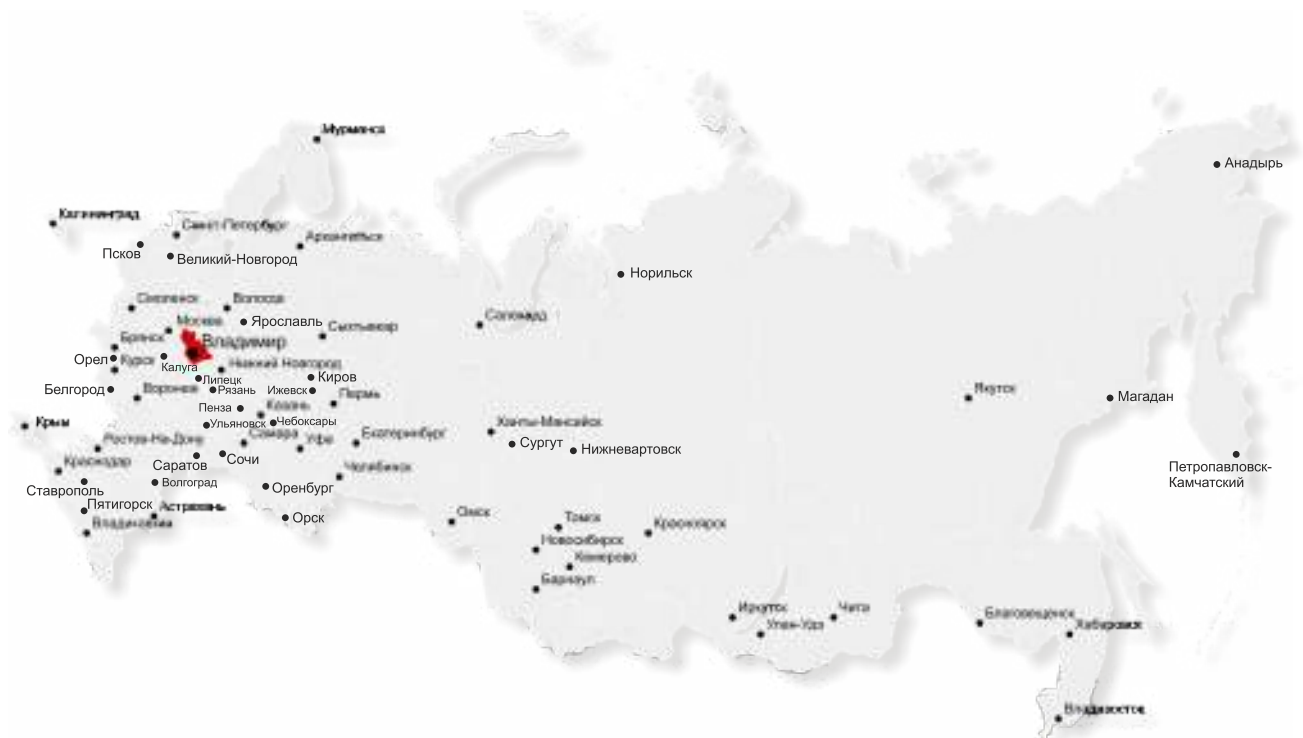 Мурманск
Анадырь
Калининград
Санкт-Петербург
Архангельск
Псков
Великий-Новгород
Норильск
Смоленск
Вологда
Салехард
Москва
Ярославль
Сыктывкар
Брянск
Владимир
Орел
Курск
Калуга
Нижний Новгород
Липецк
Киров
Белгород
Воронеж
Рязань
Ижевск
Пермь
Якутск
Магадан
Пенза
Казань
Крым
Ульяновск
Чебоксары
Ханты-Мансийск
Ростов-На-Дону
Самара
Уфа
Екатеринбург
Сургут
Нижневартовск
Краснодар
Саратов
Сочи
Челябинск
Петропавловск-
Камчатский
Ставрополь
Волгоград
Оренбург
Пятигорск
Астрахань
Орск
Владикавказ
Омск
Томск
Красноярск
Новосибирск
Кемерово
Барнаул
Иркутск
Чита
Улан-Удэ
Благовещенск
Хабаровск
Владивосток